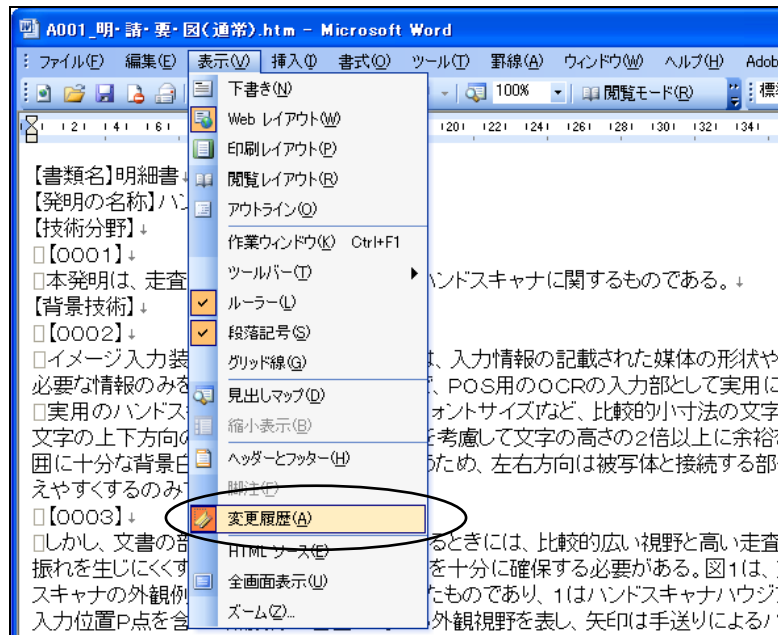 A001_明・請・要・図(通常).htm - Microsoft Word
ファイル(F) 編集(E) 表示(V) 挿入(I) 書式(O) ツール(T) 罫線(A) ウィンドウ(W) ヘルプ(H) Adob
100% 閲覧モード(R) 標準
2 4 6 20 22 24 26 28 30 32 34
下書き(N)
Web レイアウト(W)
印刷レイアウト(P)
閲覧レイアウト(R)
アウトライン(O)
作業ウィンドウ(K) Ctrl+F1
ツールバー(T)
ルーラー(L)
段落記号(S)
グリッド線(G)
見出しマップ(D)
縮小表示(B)
ヘッダーとフッター(H)
脚注(F)
変更履歴(A)
HTML ソース(E)
全画面表示(U)
ズーム(Z)...
【書類名】明細書↓
【発明の名称】ハン
【技術分野】↓
□【0001】↓
□本発明は、走査 ハンドスキャナに関するものである。↓
【背景技術】↓
□【0002】↓
□イメージ入力装 は、入力情報の記載された媒体の形状や
必要な情報のみを で、POS用のOCRの入力部として実用に
□実用のハンドス ォントサイズなど、比較的小寸法の文字
文字の上下方向の を考慮して文字の高さの2倍以上に余裕を
囲に十分な背景白 ため、左右方向は被写体と接続する部
えやすくするのみ
□【0003】↓
□しかし、文書の部 るときには、比較的広い視野と高い走査
振れを生じにくくす を十分に確保する必要がある。図1は、
スキャナの外観例 たものであり、1はハンドスキャナハウジ
入力位置P点を含 外観視野を表し、矢印は手送りによるハ